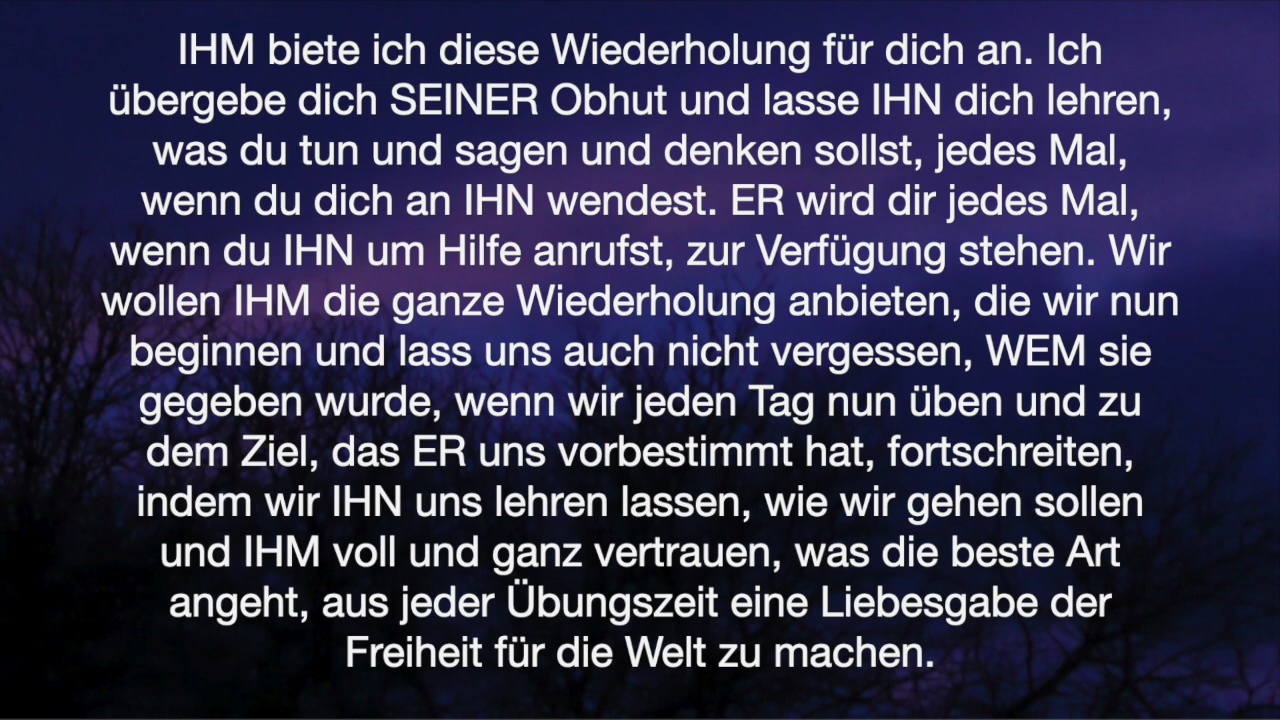 IHM biete ich diese Wiederholung für dich an. Ich
übergebe dich SEINER Obhut und lasse IHN dich lehren,
was du tun und sagen und denken sollst, jedes Mal,
wenn du dich an IHN wendest. ER wird dir jedes Mal,
wenn du IHN um Hilfe anrufst, zur Verfügung stehen. Wir
wollen IHM die ganze Wiederholung anbieten, die wir nun
beginnen und lass uns auch nicht vergessen, WEM sie
gegeben wurde, wenn wir jeden Tag nun üben und zu
dem Ziel, das ER uns vorbestimmt hat, fortschreiten,
indem wir IHN uns lehren lassen, wie wir gehen sollen
und IHM voll und ganz vertrauen, was die beste Art
angeht, aus jeder Übungszeit eine Liebesgabe der
Freiheit für die Welt zu machen.